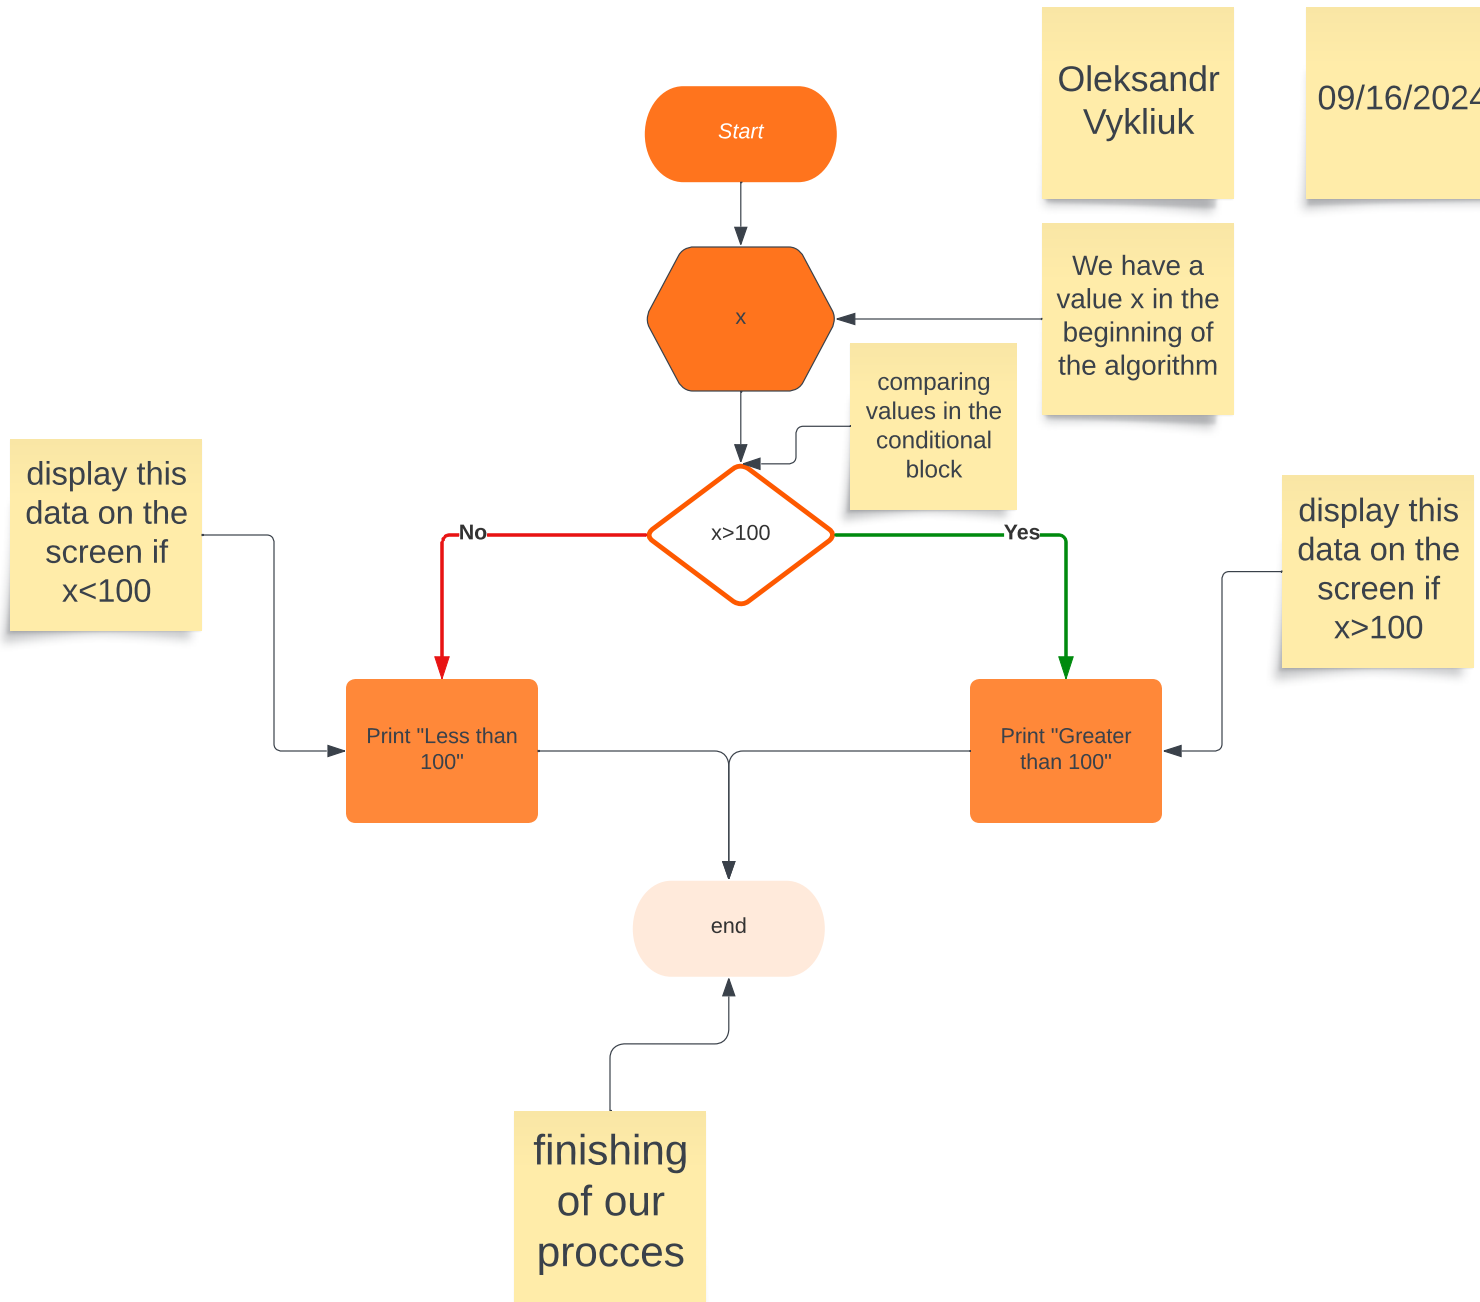 Oleksandr
Vykliuk
09/16/2024
Start
We have a
value x in the
beginning of
the algorithm
x
comparing
values in the
conditional
block
display this
data on the
screen if
x<100
x>100
No
Yes
display this
data on the
screen if
x>100
Print "Less than
100"
Print "Greater
than 100"
end
finishing
of our
procces